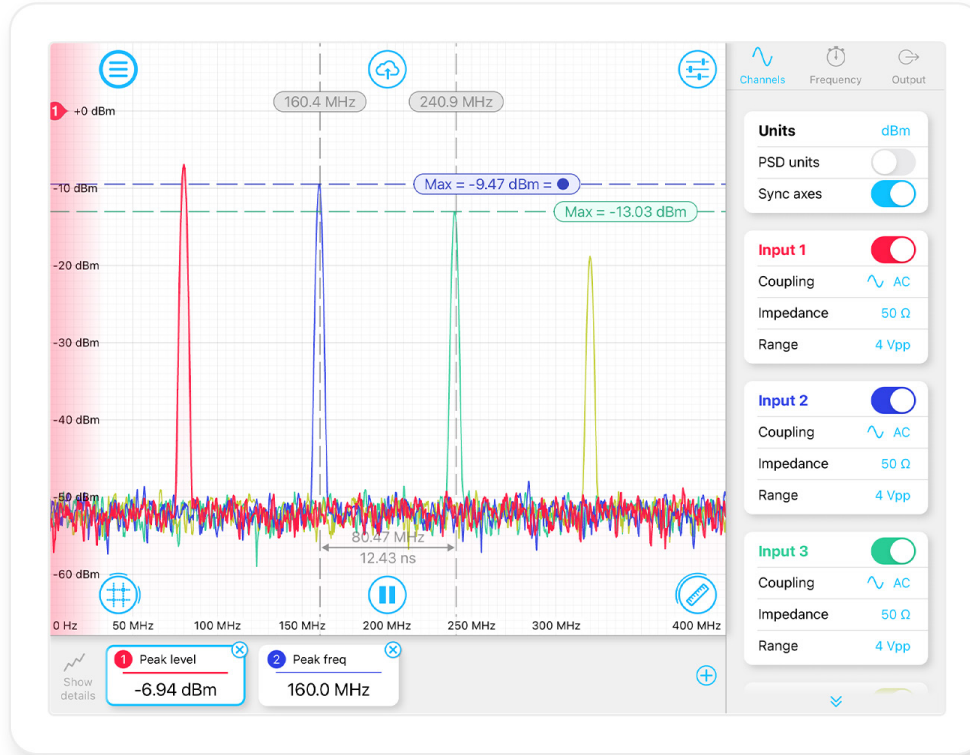 160.4 MHz
240.9 MHz
1
+0 dBm
-10 dBm
Max = -9.47 dBm =
Max = -13.03 dBm
-20 dBm
-30 dBm
-40 dBm
-50 dBm
80.47 MHz
12.43 ns
-60 dBm
0 Hz
50 MHz
100 MHz
150 MHz
200 MHz
250 MHz
300 MHz
400 MHz
Show
details
1 Peak level
-6.94 dBm
2 Peak freq
160.0 MHz
Channels
Frequency
Output
Units dBm
PSD units
Sync axes
Input 1
Coupling AC
Impedance 50 Ω
Range 4 Vpp
Input 2
Coupling AC
Impedance 50 Ω
Range 4 Vpp
Input 3
Coupling AC
Impedance 50 Ω
Range 4 Vpp